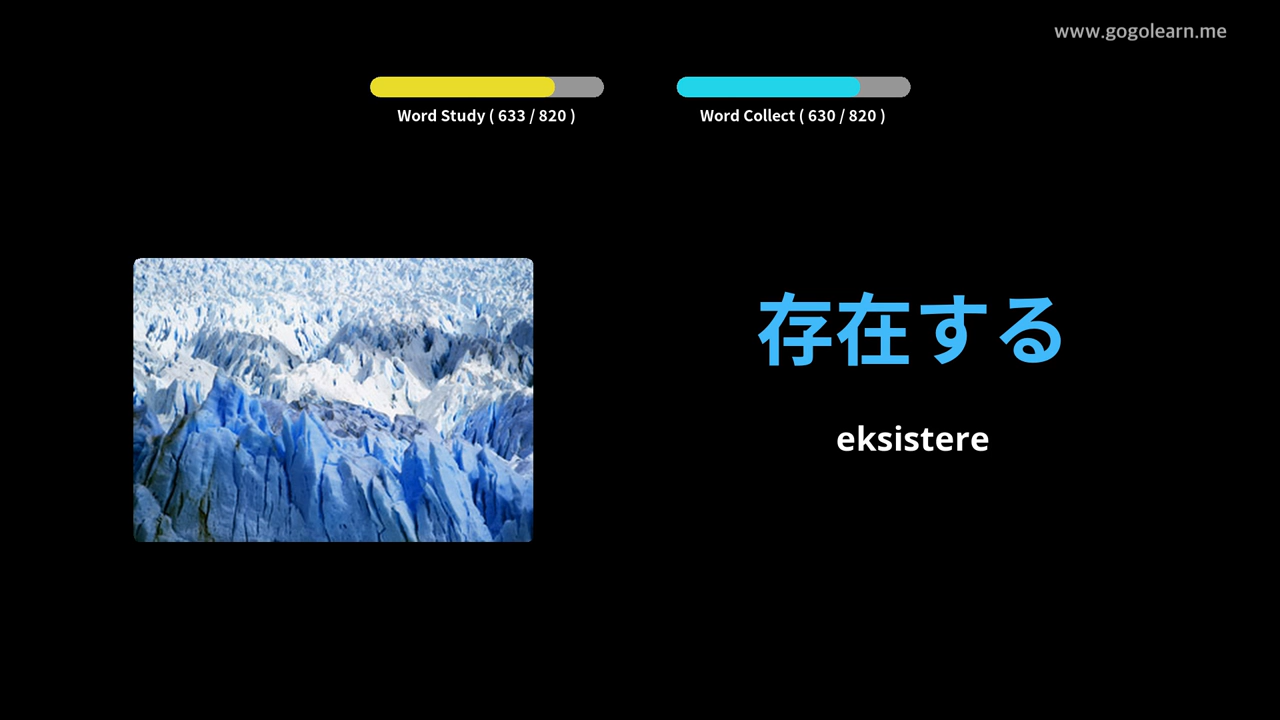 www.gogolearn.me
Word Study ( 633 / 820 )
Word Collect ( 630 / 820 )
存在する
eksistere